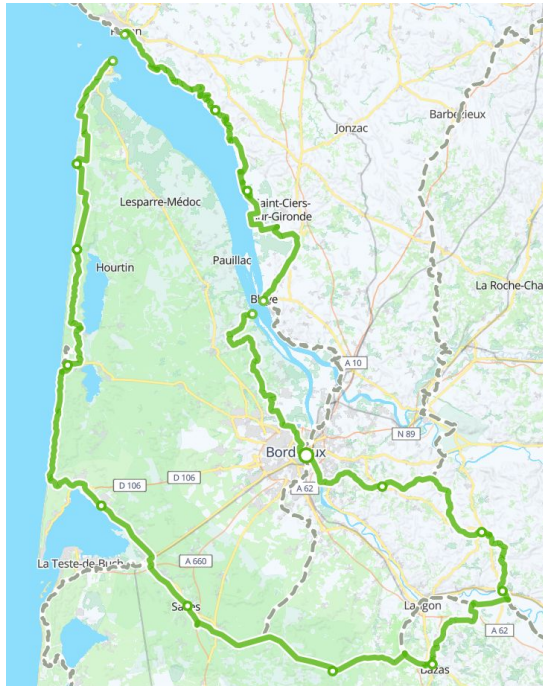 Barbezieux
Jonzac
Lesparre-Médoc
Saint-Ciers-
sur-Gironde
Pauillac
Hourtin
La Roche-Cha
Blaye
A 10
N 89
Bordeaux
D 106
D 106
A 62
A 660
La Teste-de-Buch
Salles
Langon
A 62
Bazas